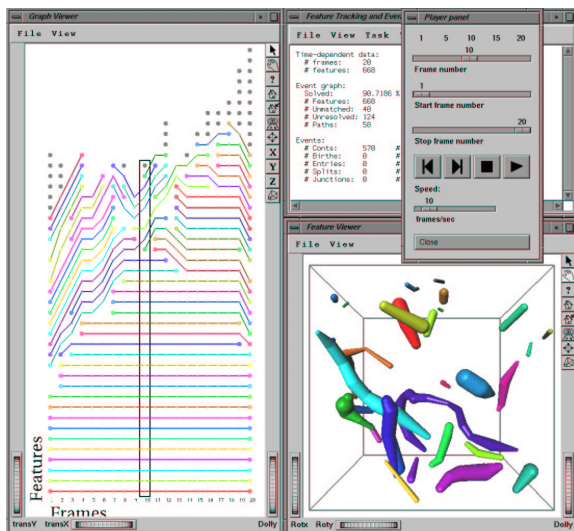 Graph Viewer
File View
Features
Frames
1 2 3 4 5 6 7 8 9 10 11 12 13 14 15 16 17 18 19 20
transY transX Dolly
Feature Tracking and Even
File View Task
Time-dependent data:
# frames: 20
# features: 668
Event graph:
Solved: 90.7186 %
# Features: 668
# Unmatched: 40
# Unresolved: 124
# Paths: 58
Events:
# Conts: 570 #
# Births: 0 #
# Entries: 0 #
# Splits: 0 #
# Junctions: 0 #
Player panel
1 5 10 15 20
10
Frame number
1
Start frame number
20
Stop frame number
Speed:
10
frames/sec
Close
Feature Viewer
File View
Rotx Roty Dolly
?
X
Y
Z
?